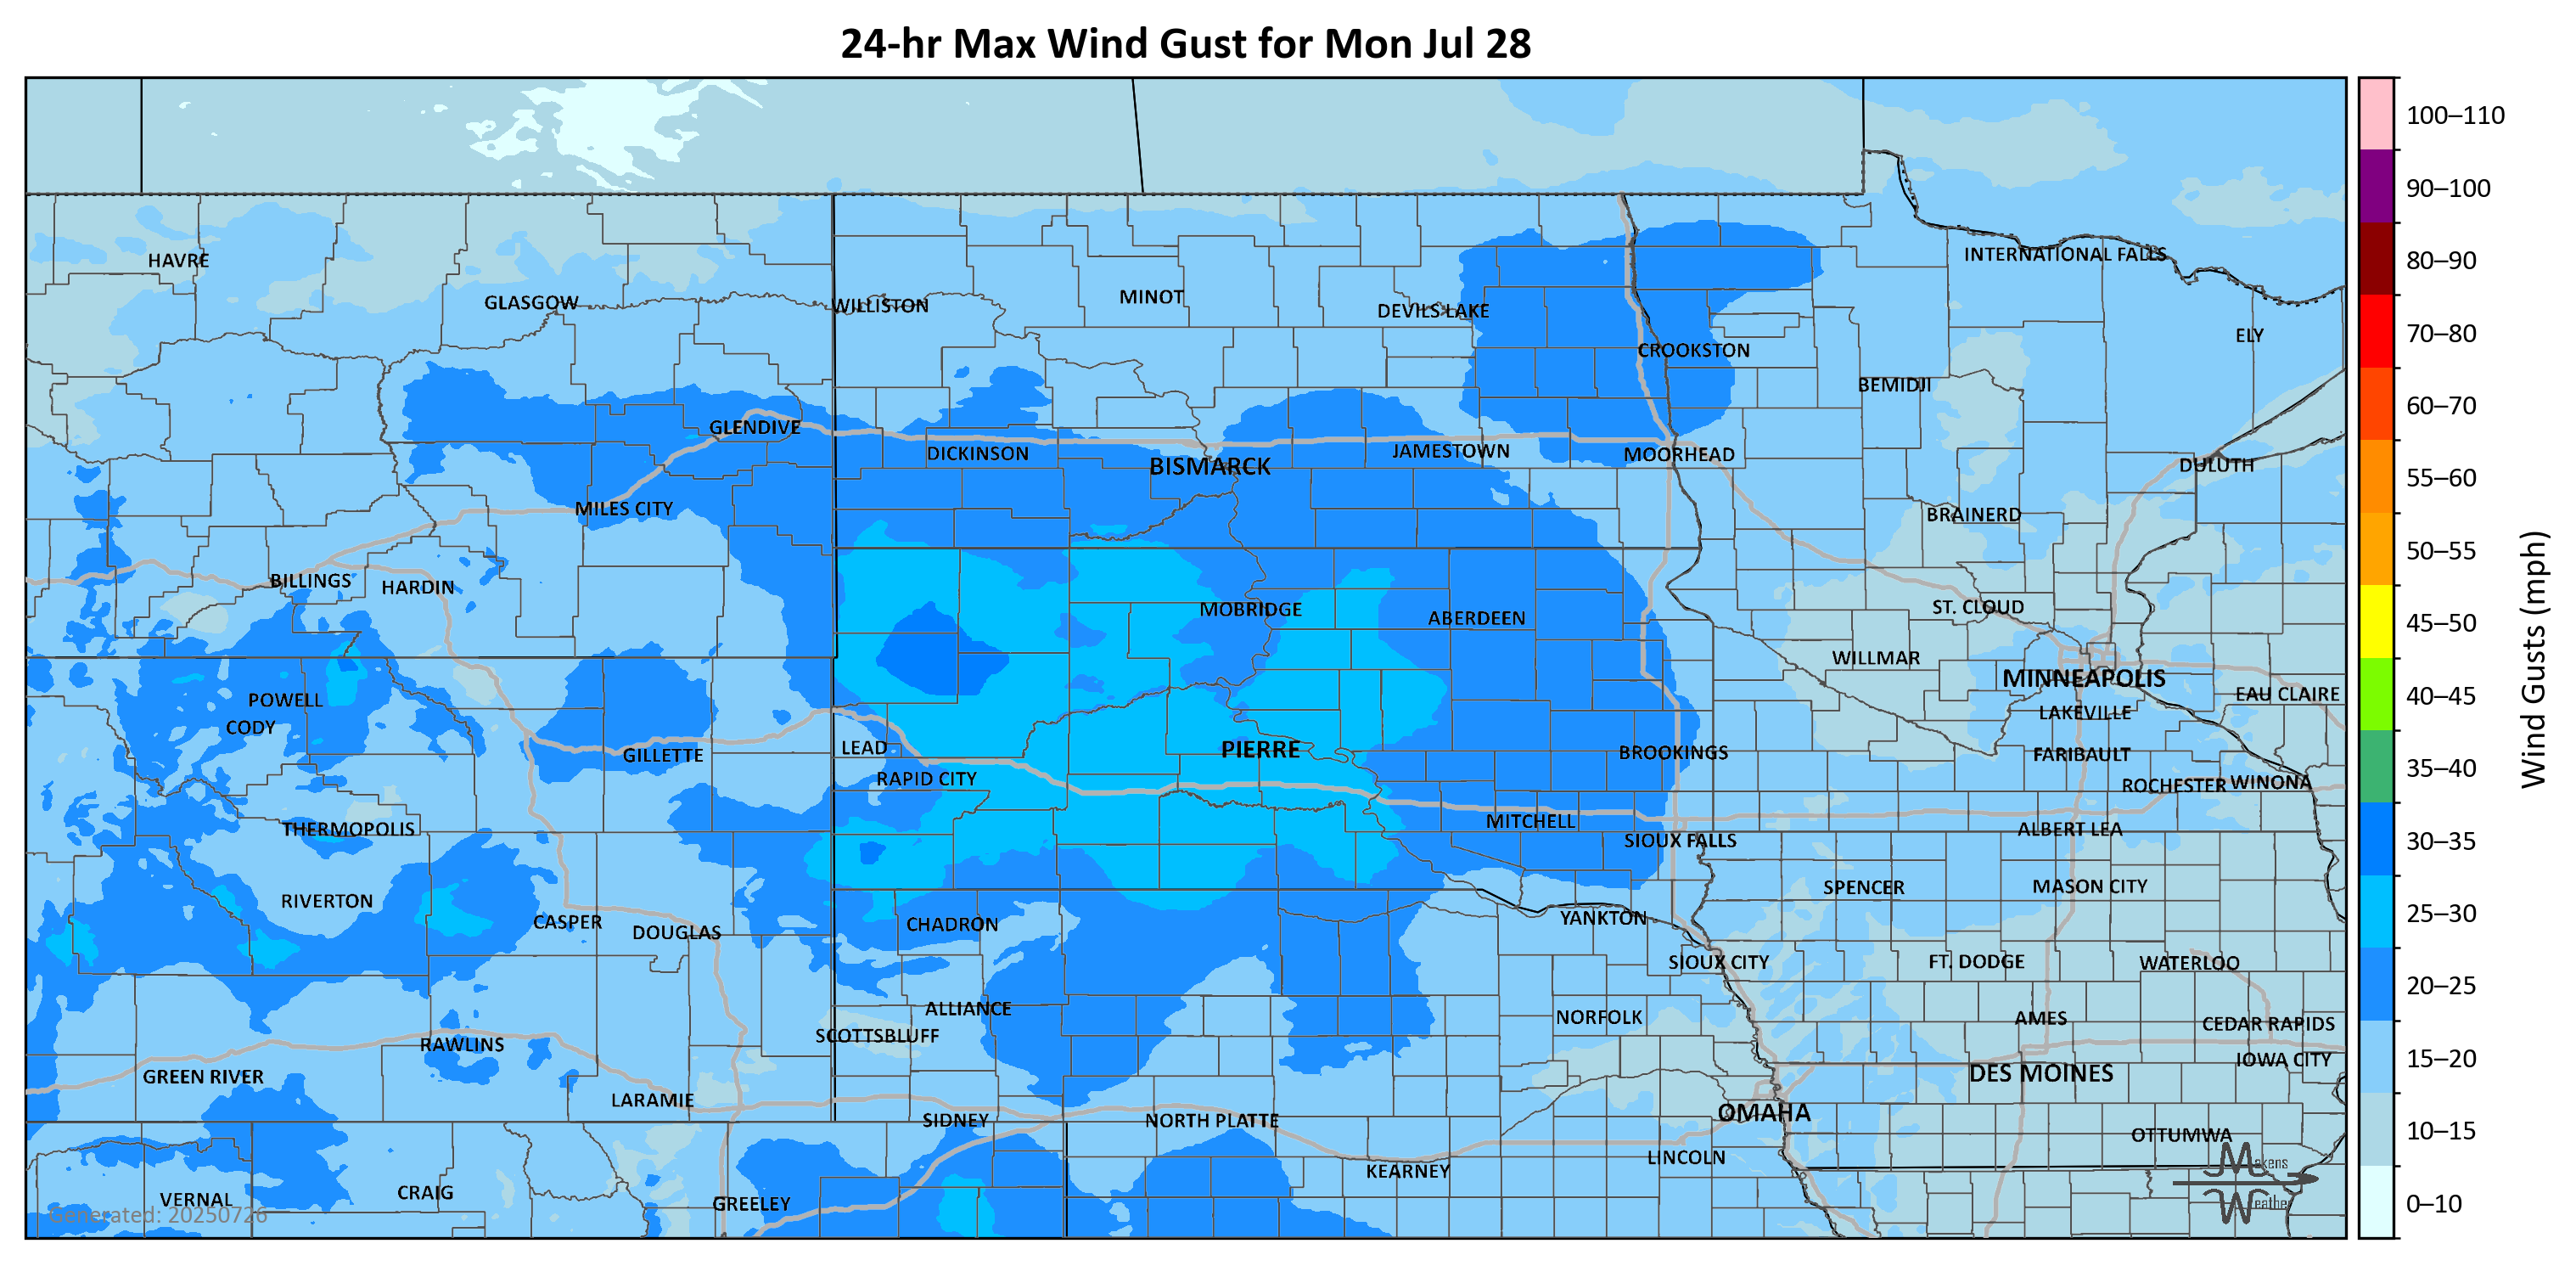 24-hr Max Wind Gust for Mon Jul 28
100–110
90–100
HAVRE
INTERNATIONAL FALLS
80–90
GLASGOW
WILLISTON
MINOT
DEVILS LAKE
ELY
70–80
CROOKSTON
BEMIDJI
60–70
GLENDIVE
DICKINSON
BISMARCK
JAMESTOWN
MOORHEAD
DULUTH
55–60
MILES CITY
BRAINERD
50–55
BILLINGS
HARDIN
MOBRIDGE
ABERDEEN
ST. CLOUD
45–50
WILLMAR
MINNEAPOLIS
EAU CLAIRE
40–45
POWELL
CODY
LAKEVILLE
Wind Gusts (mph)
GILLETTE
LEAD
PIERRE
BROOKINGS
FARIBAULT
35–40
RAPID CITY
ROCHESTER
WINONA
THERMOPOLIS
MITCHELL
SIOUX FALLS
ALBERT LEA
30–35
RIVERTON
SPENCER
MASON CITY
25–30
CASPER
DOUGLAS
CHADRON
YANKTON
SIOUX CITY
FT. DODGE
WATERLOO
20–25
ALLIANCE
SCOTTSBLUFF
NORFOLK
AMES
CEDAR RAPIDS
RAWLINS
IOWA CITY
15–20
GREEN RIVER
DES MOINES
LARAMIE
SIDNEY
NORTH PLATTE
OMAHA
OTTUMWA
10–15
LINCOLN
KEARNEY
Makens
VERNAL
CRAIG
GREELEY
Weather
0–10
Generated: 20250726